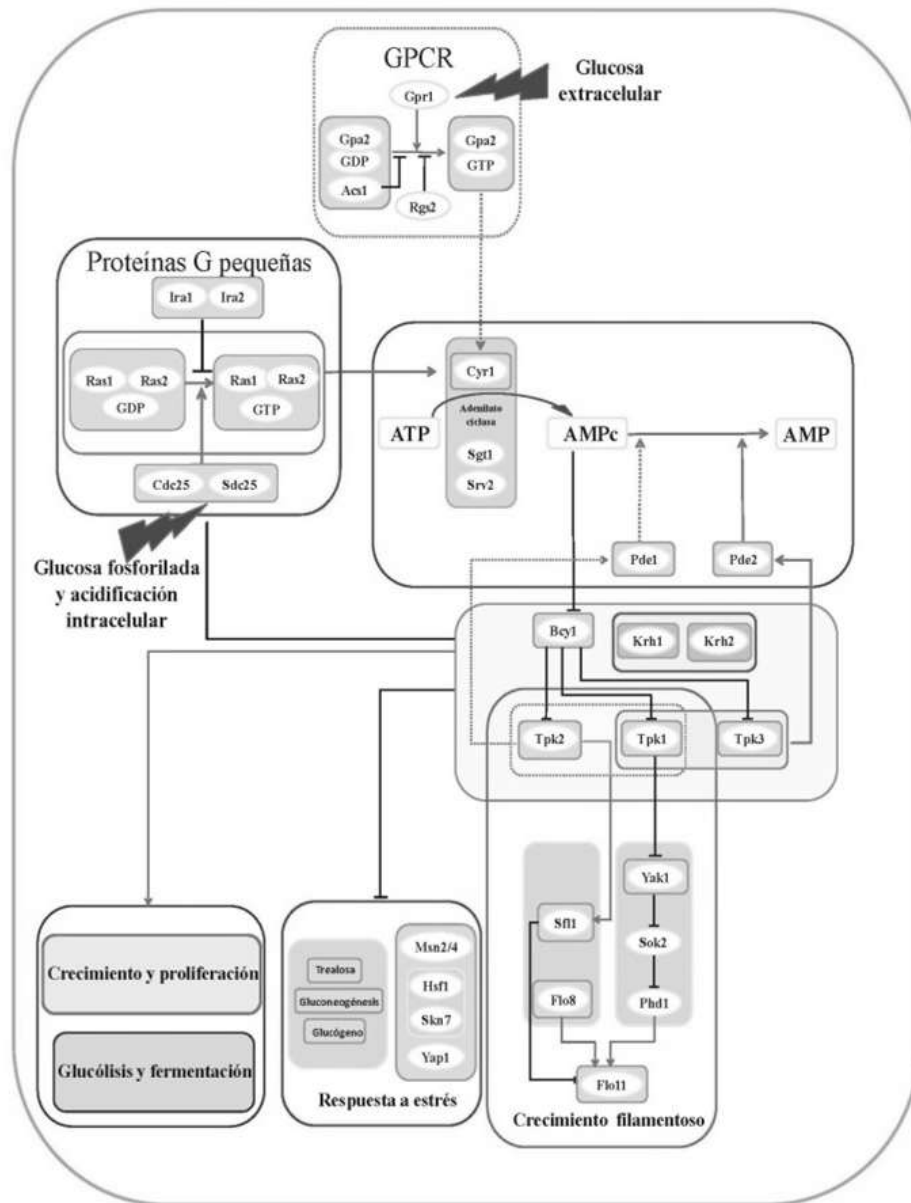 GPCR
Glucosa
extracelular
Gpr1
Gpa2
GDP
Acs1
Gpa2
GTP
Rgs2
Proteínas G pequeñas
Ira1
Ira2
Ras1
Ras2
GDP
Ras1
Ras2
GTP
Cdc25
Sdc25
Glucosa fosforilada
y acidificación
intracelular
Cyr1
Adenilato
ciclasa
Sgt1
Srv2
ATP
AMPc
AMP
Pde1
Pde2
Bcy1
Krh1
Krh2
Tpk2
Tpk1
Tpk3
Yak1
Sfl1
Sok2
Flo8
Phd1
Flo11
Crecimiento filamentoso
Crecimiento y proliferación
Glucólisis y fermentación
Trealosa
Gluconeogénesis
Glucógeno
Msn2/4
Hsf1
Skn7
Yap1
Respuesta a estrés